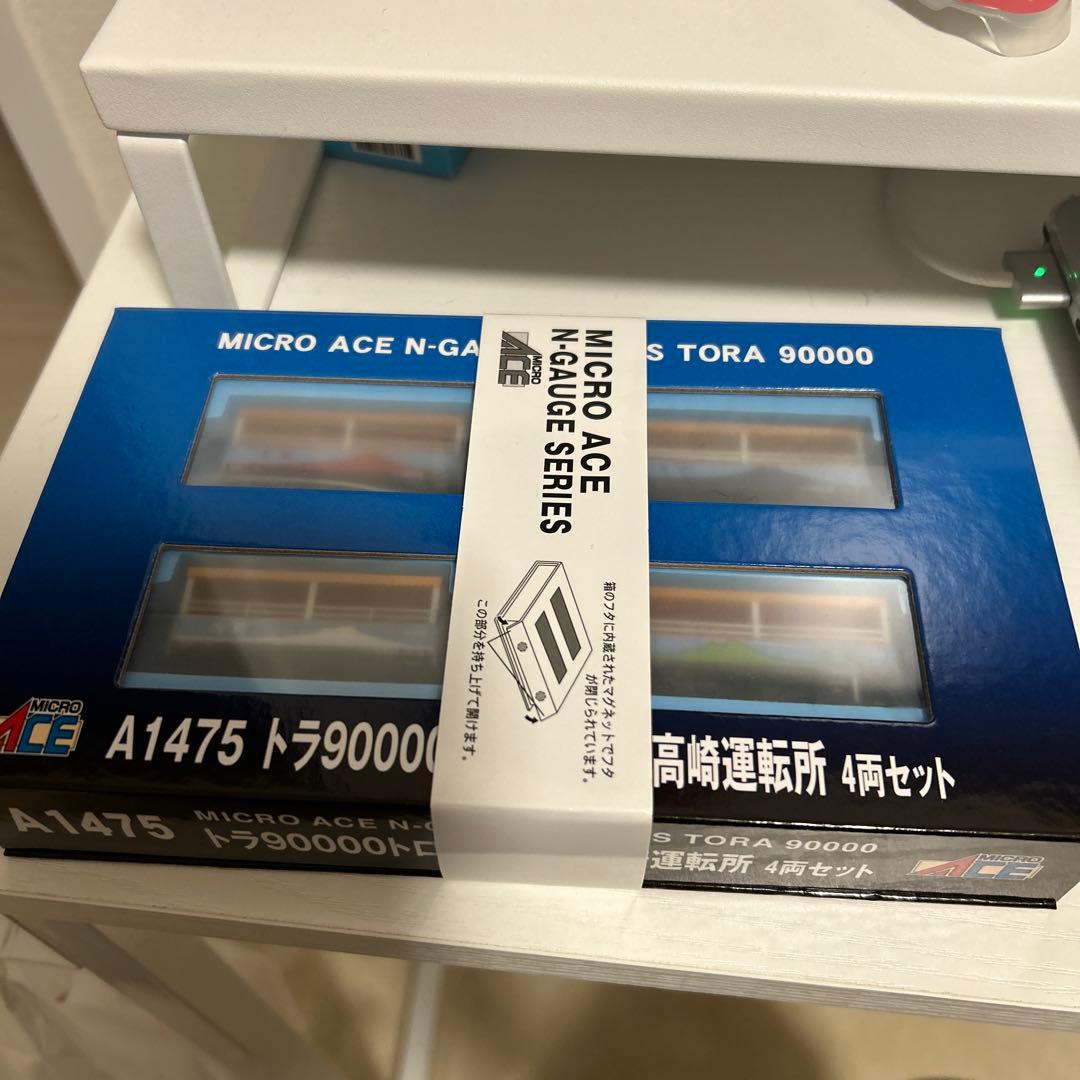 MICRO ACE N-GA
S TORA 90000
MICRO ACE
MICRO ACE
N-GAUGE SERIES
箱のフタに内蔵されたマグネットでフタ
が閉じられています。
この部分を持ち上げて開けます。
MICRO ACE
A1475 トラ90000
高崎運転所 4両セット
A1475
MICRO ACE N-G
S TORA 90000
トラ90000トロ
運転所 4両セット
MICRO ACE